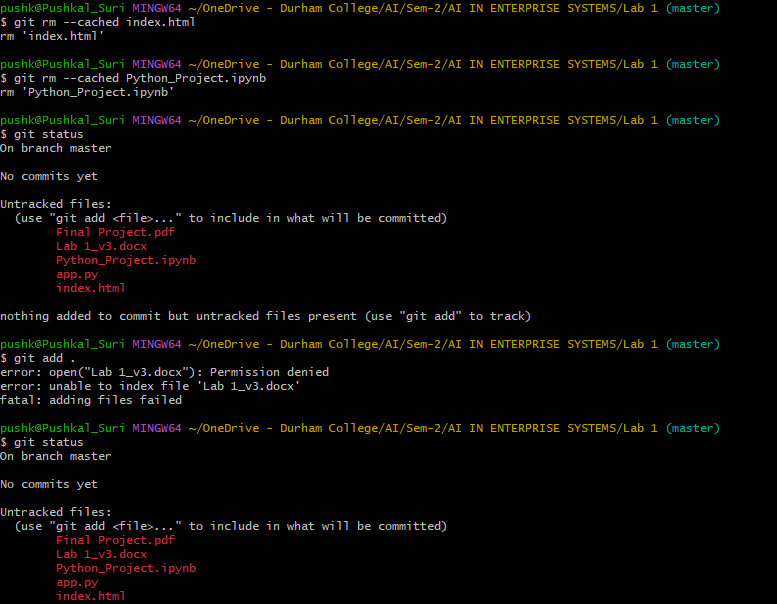 pushk@Pushkal_Suri MINGW64 ~/OneDrive - Durham College/AI/Sem-2/AI IN ENTERPRISE SYSTEMS/Lab 1 (master)
$ git rm --cached index.html
rm 'index.html'
pushk@Pushkal_Suri MINGW64 ~/OneDrive - Durham College/AI/Sem-2/AI IN ENTERPRISE SYSTEMS/Lab 1 (master)
$ git rm --cached Python_Project.ipynb
rm 'Python_Project.ipynb'
pushk@Pushkal_Suri MINGW64 ~/OneDrive - Durham College/AI/Sem-2/AI IN ENTERPRISE SYSTEMS/Lab 1 (master)
$ git status
On branch master
No commits yet
Untracked files:
(use "git add <file>..." to include in what will be committed)
Final Project.pdf
Lab 1_v3.docx
Python_Project.ipynb
app.py
index.html
nothing added to commit but untracked files present (use "git add" to track)
pushk@Pushkal_Suri MINGW64 ~/OneDrive - Durham College/AI/Sem-2/AI IN ENTERPRISE SYSTEMS/Lab 1 (master)
$ git add .
error: open("Lab 1_v3.docx"): Permission denied
error: unable to index file 'Lab 1_v3.docx'
fatal: adding files failed
pushk@Pushkal_Suri MINGW64 ~/OneDrive - Durham College/AI/Sem-2/AI IN ENTERPRISE SYSTEMS/Lab 1 (master)
$ git status
On branch master
No commits yet
Untracked files:
(use "git add <file>..." to include in what will be committed)
Final Project.pdf
Lab 1_v3.docx
Python_Project.ipynb
app.py
index.html